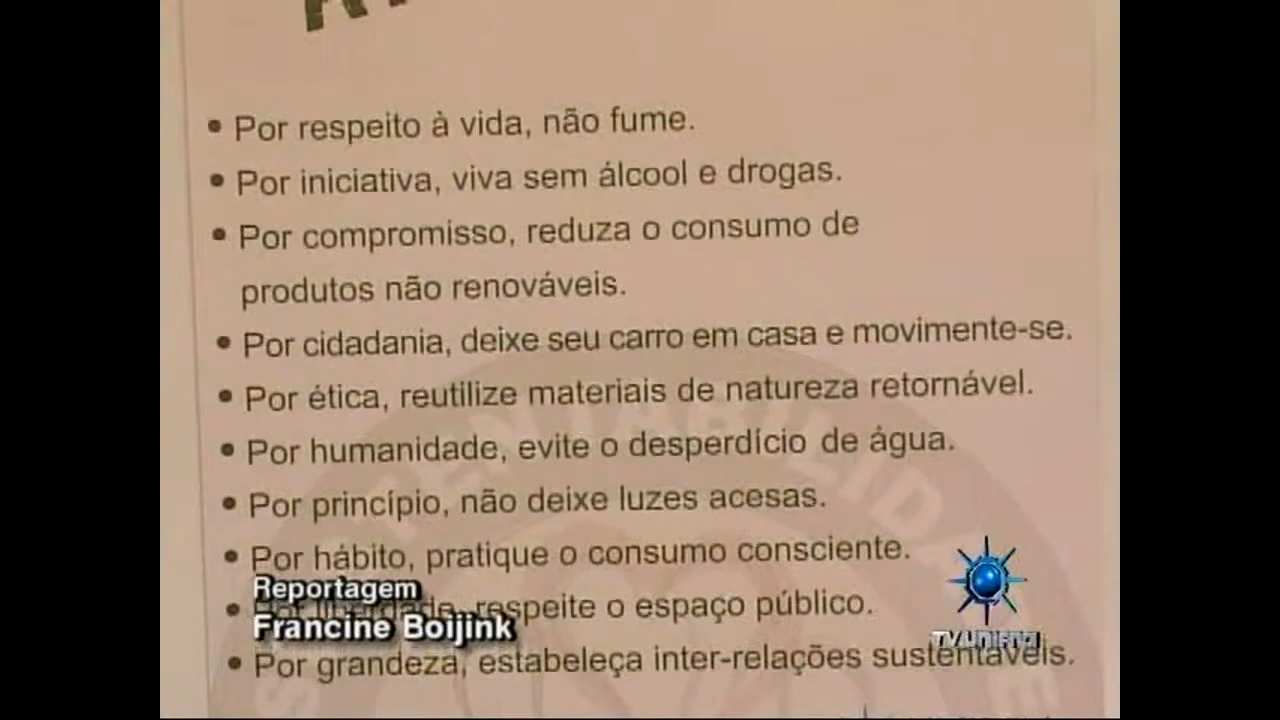 • Por respeito à vida, não fume.
• Por iniciativa, viva sem álcool e drogas.
• Por compromisso, reduza o consumo de
produtos não renováveis.
• Por cidadania, deixe seu carro em casa e movimente-se.
• Por ética, reutilize materiais de natureza retornável.
• Por humanidade, evite o desperdício de água.
• Por princípio, não deixe luzes acesas.
• Por hábito, pratique o consumo consciente.
• Por liberdade, respeite o espaço público.
• Por grandeza, estabeleça inter-relações sustentáveis.
Reportagem
Francine Boijink